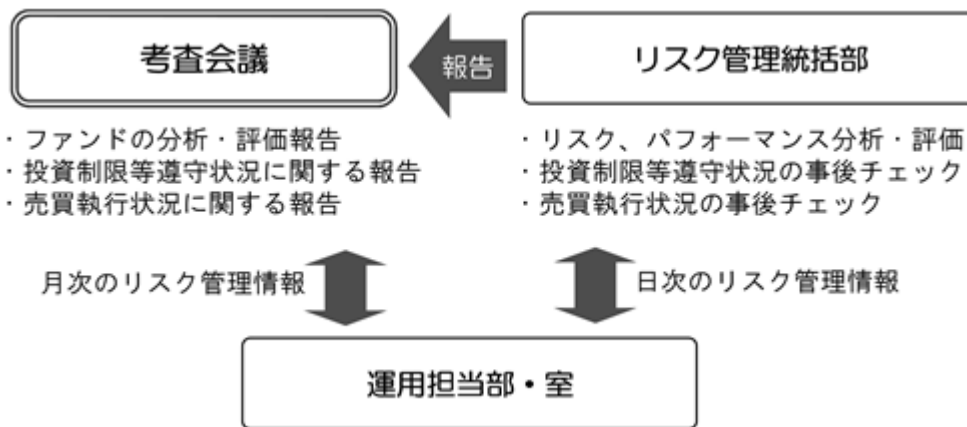 考査会議
報告
リスク管理統括部
・ファンドの分析・評価報告
・投資制限等遵守状況に関する報告
・売買執行状況に関する報告
・リスク、パフォーマンス分析・評価
・投資制限等遵守状況の事後チェック
・売買執行状況の事後チェック
月次のリスク管理情報
日次のリスク管理情報
運用担当部・室